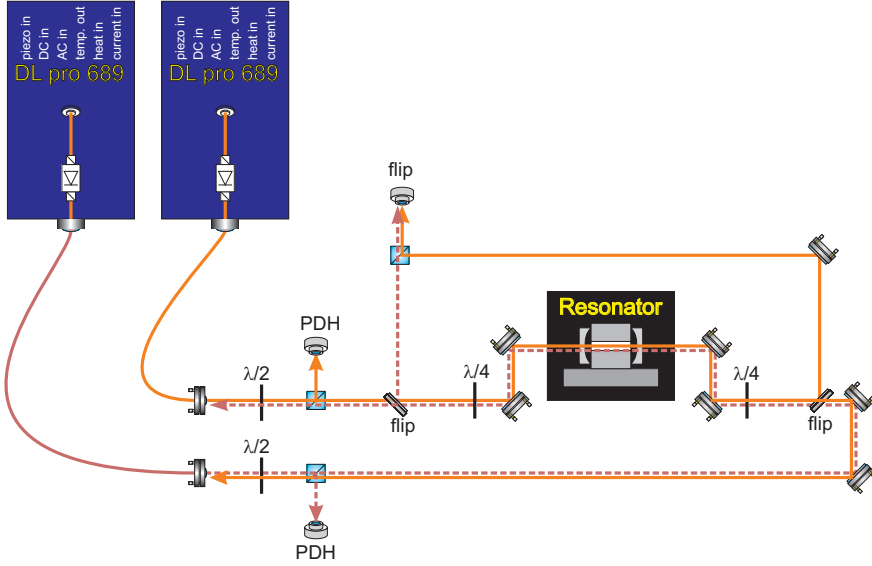 piezo in
DC in
AC in
temp. out
heat in
current in
DL pro 689
piezo in
DC in
AC in
temp. out
heat in
current in
DL pro 689
flip
Resonator
PDH
λ/2
λ/4
λ/4
flip
flip
λ/2
PDH